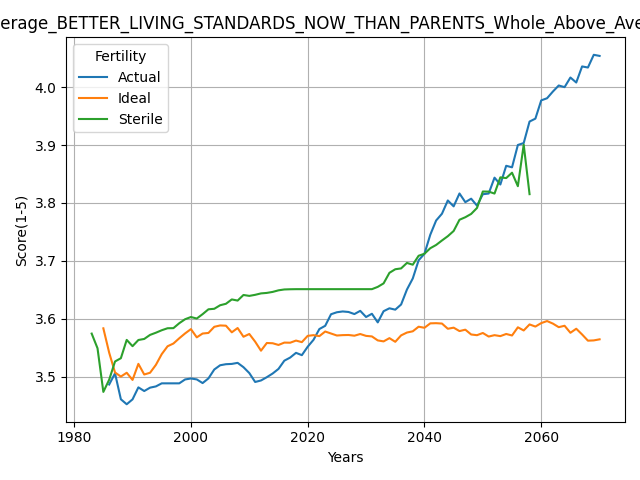 erage_BETTER_LIVING_STANDARDS_NOW_THAN_PARENTS_Whole_Above_Ave
Fertility
Actual
Ideal
Sterile
Score(1-5)
4.0
3.9
3.8
3.7
3.6
3.5
1980 2000 2020 2040 2060
Years